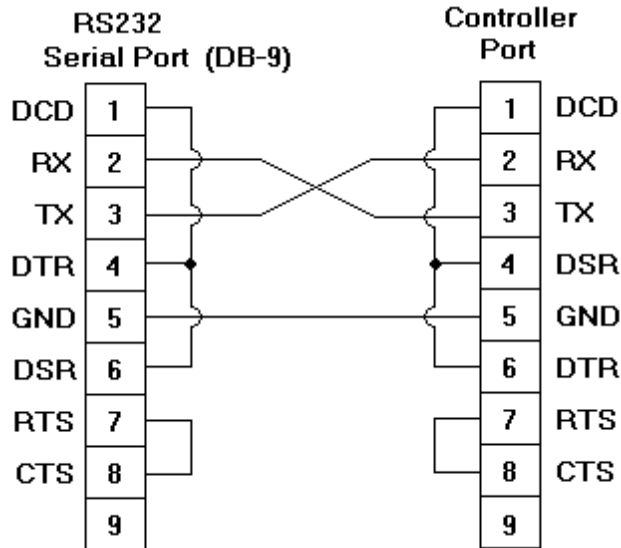 RS232
Serial Port (DB-9)
Controller
Port
DCD 1
RX 2
TX 3
DTR 4
GND 5
DSR 6
RTS 7
CTS 8
9
1 DCD
2 RX
3 TX
4 DSR
5 GND
6 DTR
7 RTS
8 CTS
9